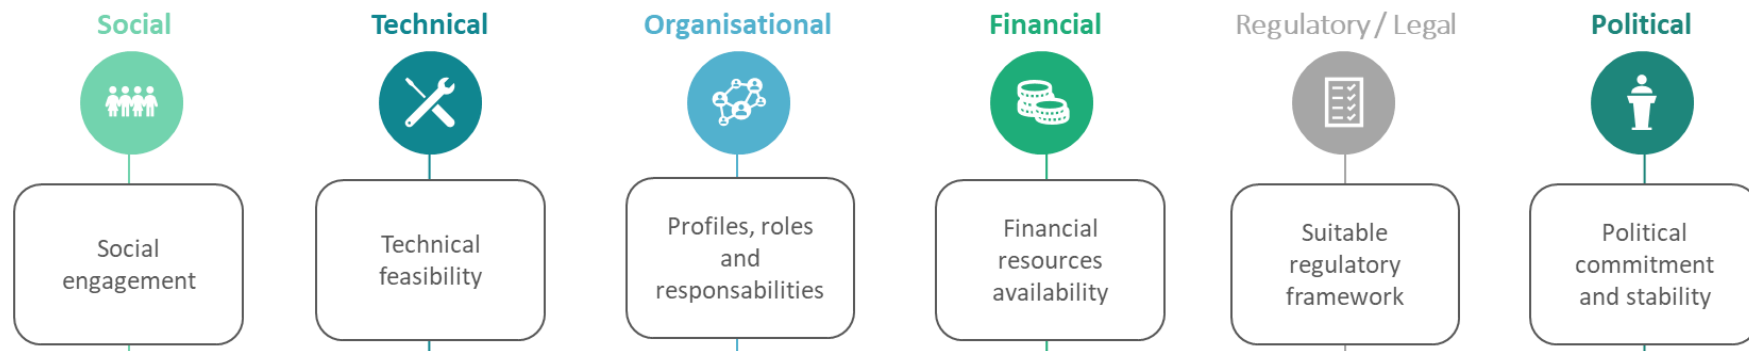 Social
Technical
Organisational
Financial
Regulatory / Legal
Political
Social
engagement
Technical
feasibility
Profiles, roles
and
responsabilities
Financial
resources
availability
Suitable
regulatory
framework
Political
commitment
and stability